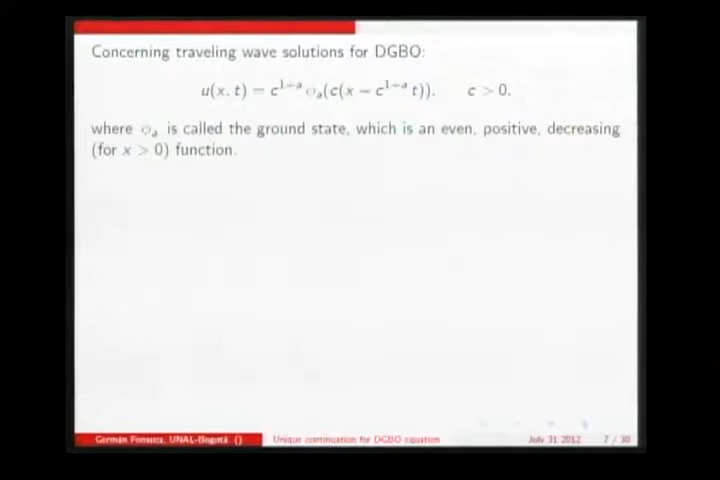 Concerning traveling wave solutions for DGBO:
u(x, t) = c^{1+a} φ_a(c(x − c^{1+a} t)), c > 0,
where φ_a is called the ground state, which is an even, positive, decreasing
(for x > 0) function.
Germán Fonseca, UNAL-Bogotá ()
Unique continuation for DGBO equation
July 31 2012
7 / 30